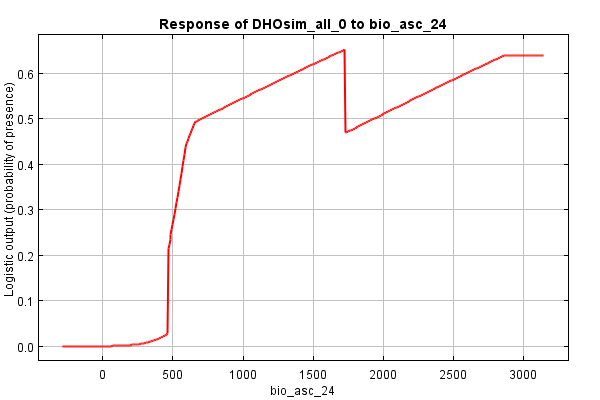 Response of DHOsim_all_0 to bio_asc_24
Logistic output (probability of presence)
0.6
0.5
0.4
0.3
0.2
0.1
0.0
0 500 1000 1500 2000 2500 3000
bio_asc_24